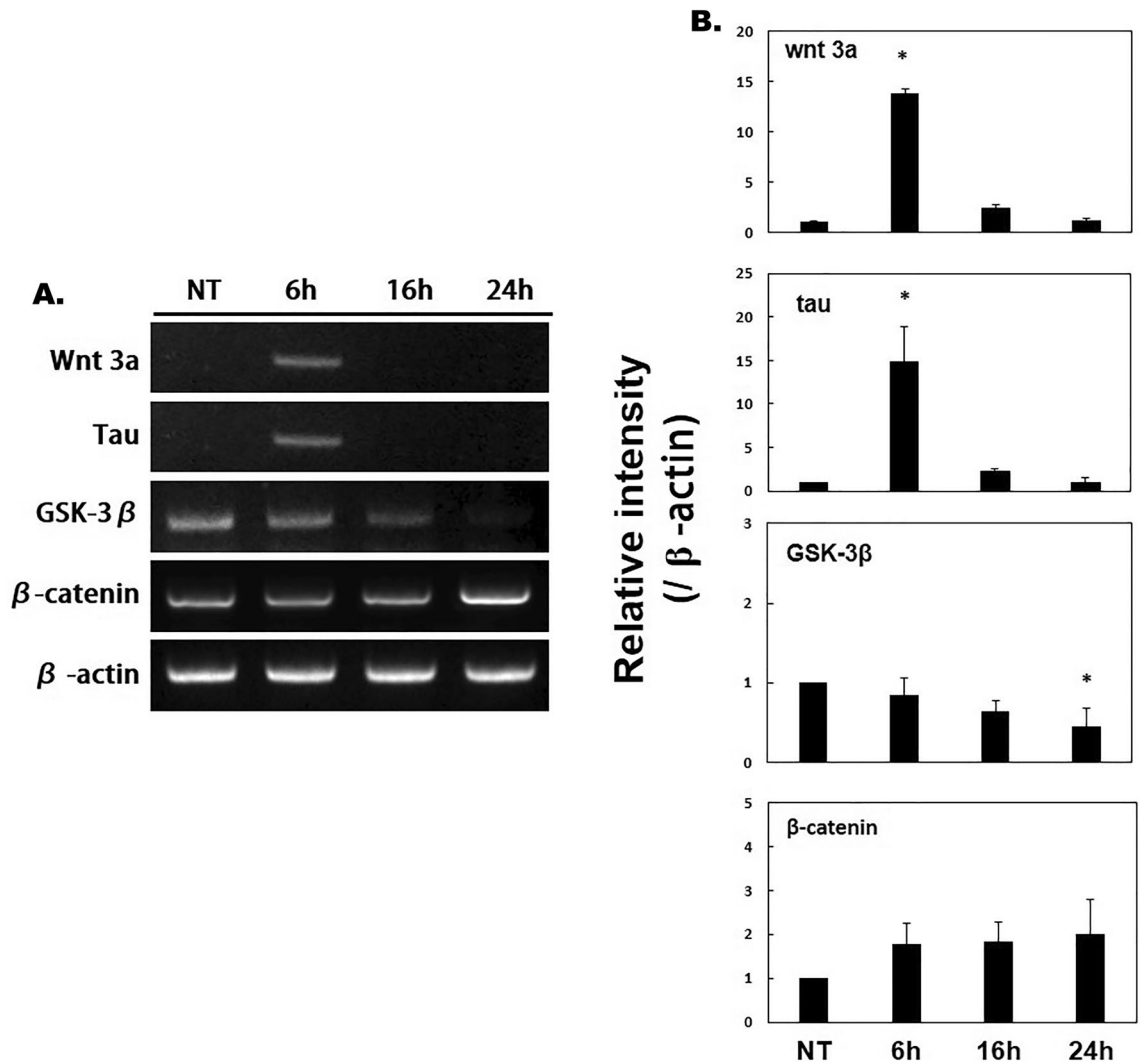 A.
NT 6h 16h 24h
Wnt 3a
Tau
GSK-3β
β-catenin
β-actin
B.
Relative intensity
(/ β-actin)
wnt 3a
*
20
15
10
5
0
tau
*
25
20
15
10
5
0
GSK-3β
*
3
2
1
0
β-catenin
5
4
3
2
1
0
NT 6h 16h 24h